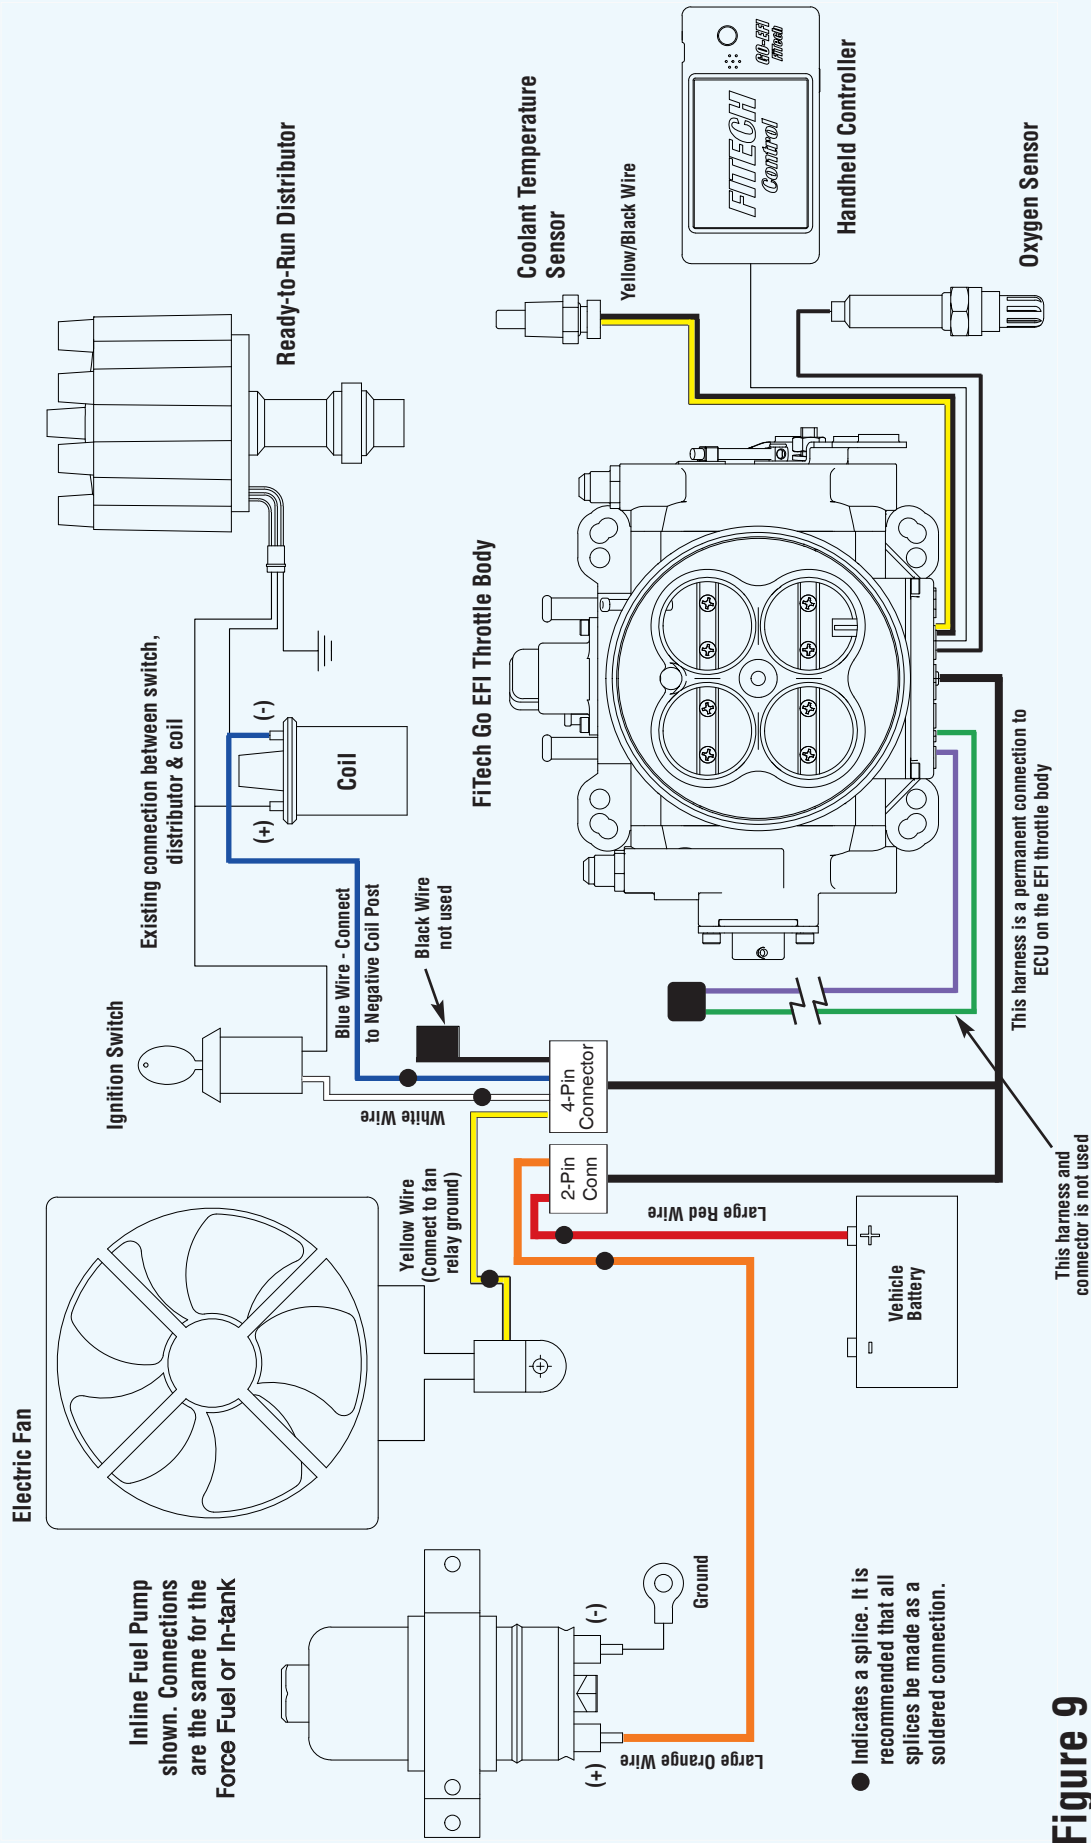 Electric Fan
Ignition Switch
Existing connection between switch,
distributor & coil
Ready-to-Run Distributor
Inline Fuel Pump
shown. Connections
are the same for the
Force Fuel or In-tank
Blue Wire - Connect
to Negative Coil Post
(+)
(-)
Coil
White Wire
Black Wire
not used
Yellow Wire
(Connect to fan
relay ground)
FiTech Go EFI Throttle Body
Coolant Temperature
Sensor
Yellow/Black Wire
2-Pin
Conn
4-Pin
Connector
(+)
(-)
Large Orange Wire
Ground
Large Red Wire
FITECH
Control
GO-EFI
FiTech
Handheld Controller
Vehicle
Battery
-
+
Indicates a splice. It is
recommended that all
splices be made as a
soldered connection.
This harness is a permanent connection to
ECU on the EFI throttle body
Oxygen Sensor
This harness and
connector is not used
Figure 9